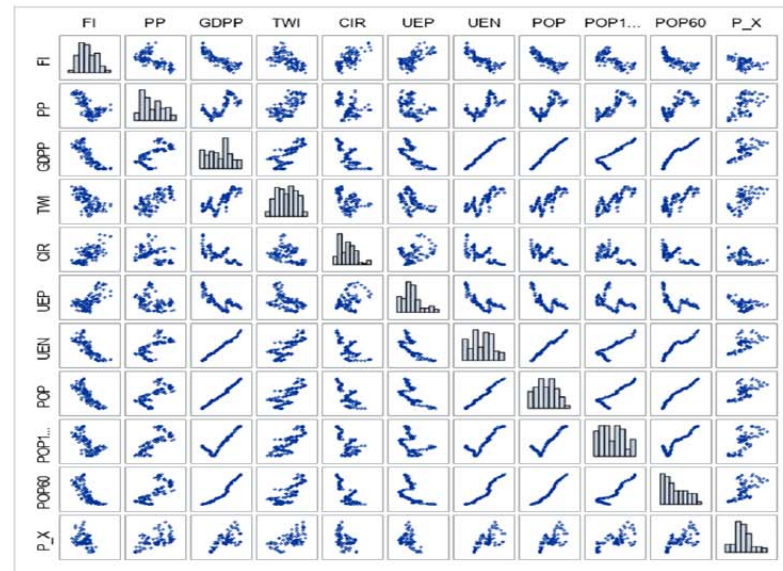 FI PP GDPP TWI CIR UEP UEN POP POP1... POP60 P_X
FI
PP
GDPP
TWI
CIR
UEP
UEN
POP
POP1...
POP60
P_X